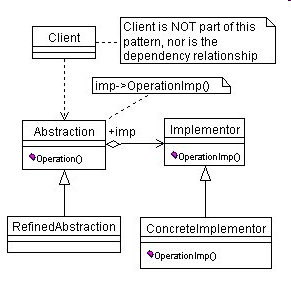 Client
Client is NOT part of this
pattern, nor is the
dependency relationship
imp->OperationImp()
Abstraction
+imp
Implementor
Operation()
OperationImp()
RefinedAbstraction
ConcreteImplementor
OperationImp()